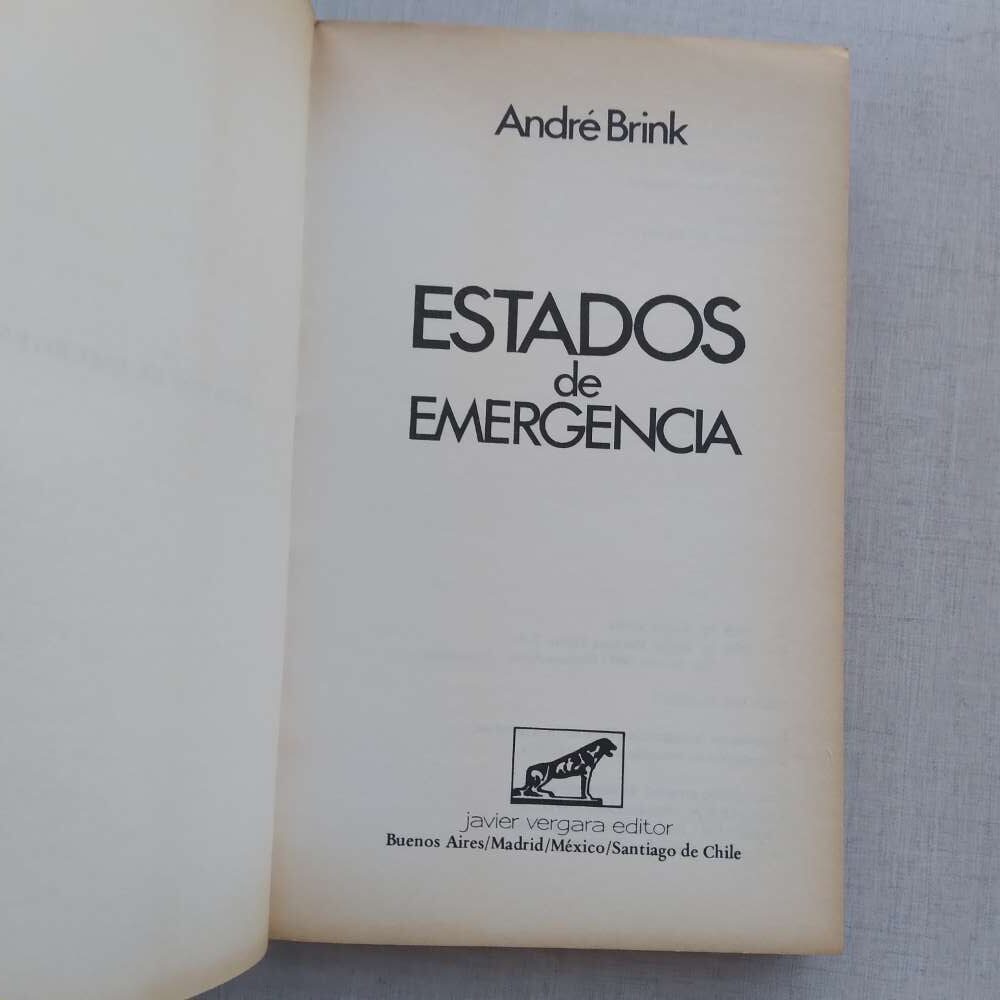 André Brink
ESTADOS
de
EMERGENCIA
javier vergara editor
Buenos Aires/Madrid/México/Santiago de Chile